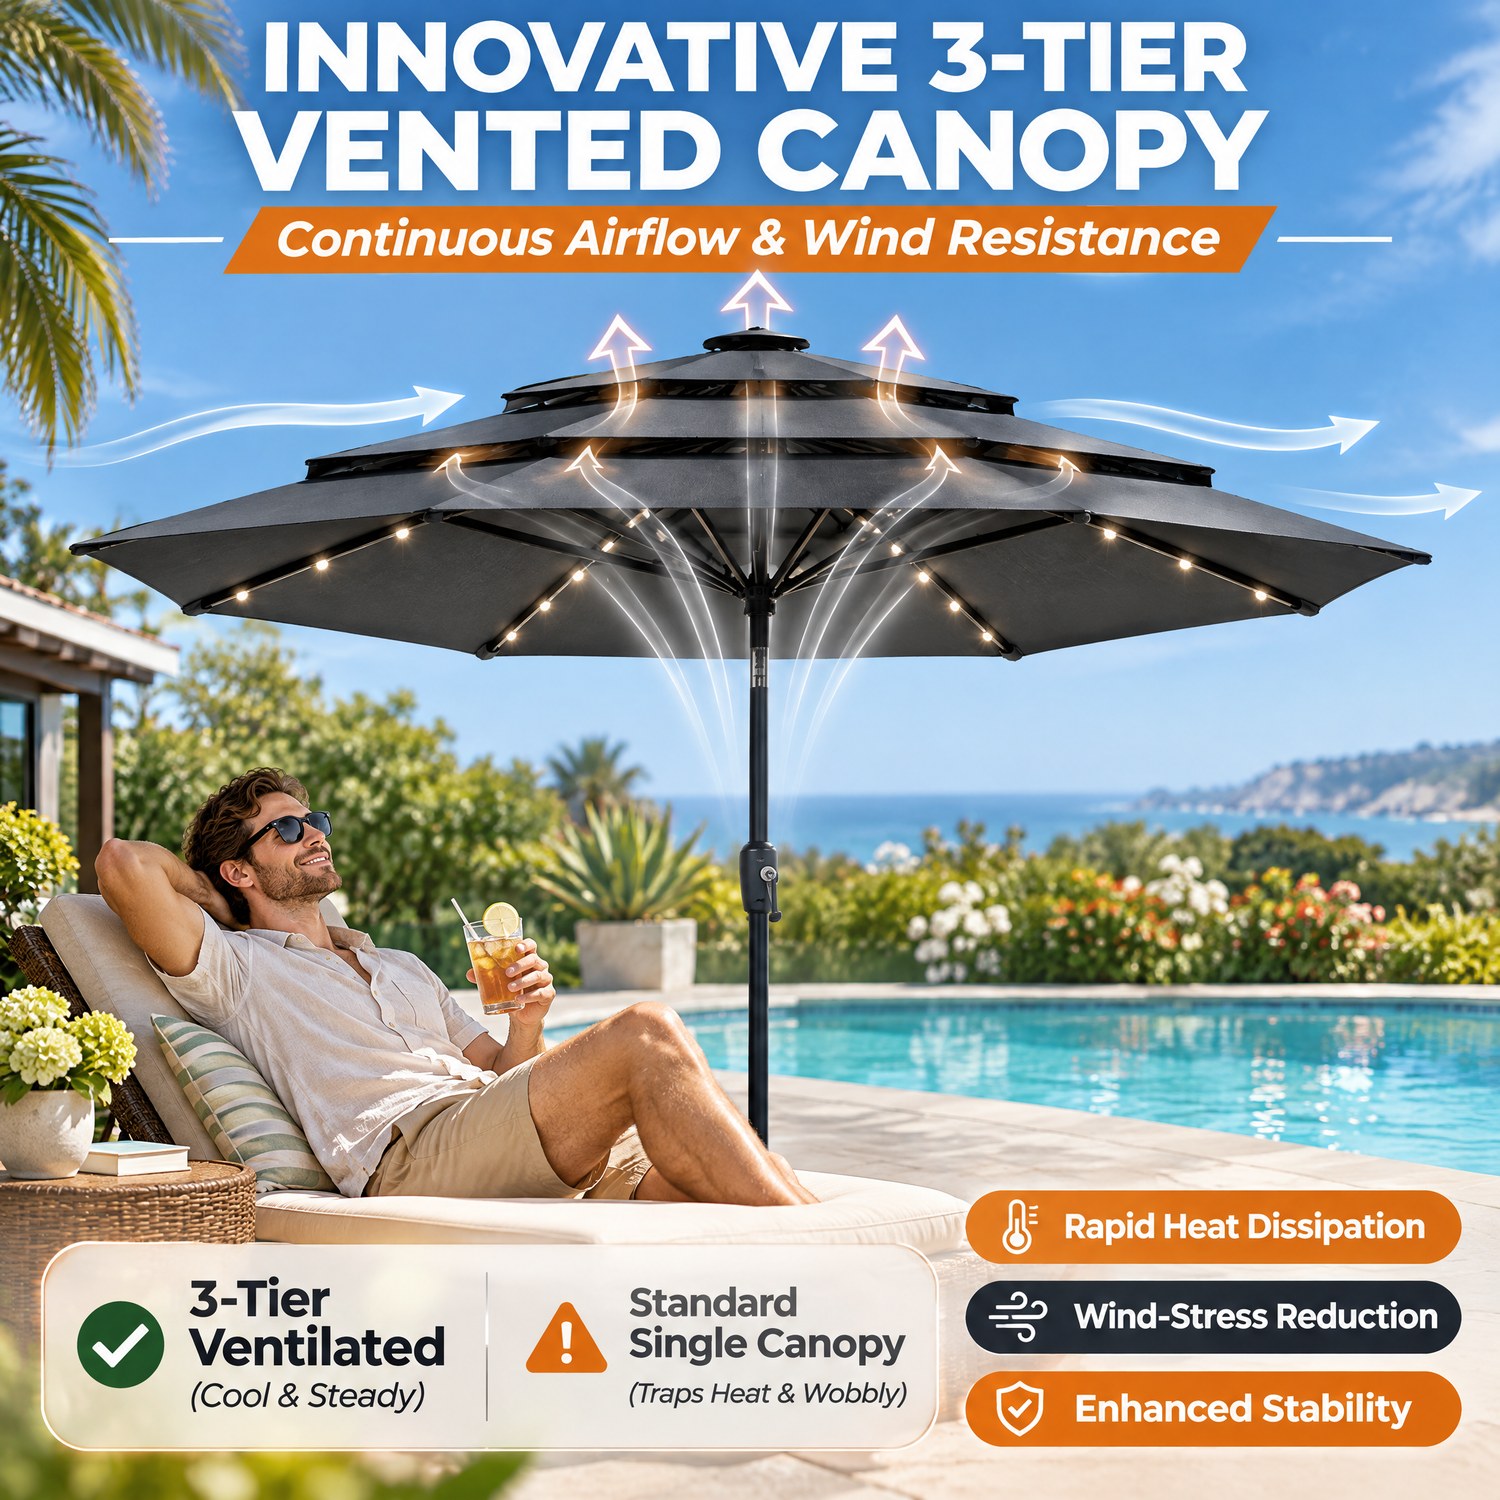 INNOVATIVE 3-TIER
VENTED CANOPY
Continuous Airflow & Wind Resistance
3-Tier
Ventilated
(Cool & Steady)
Standard
Single Canopy
(Traps Heat & Wobbly)
Rapid Heat Dissipation
Wind-Stress Reduction
Enhanced Stability